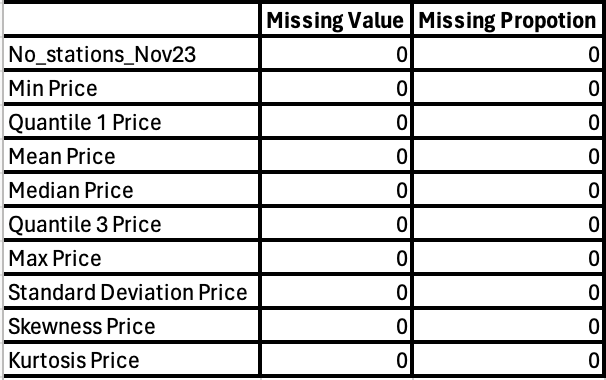 Missing Value Missing Propotion
No_stations_Nov23 0 0
Min Price 0 0
Quantile 1 Price 0 0
Mean Price 0 0
Median Price 0 0
Quantile 3 Price 0 0
Max Price 0 0
Standard Deviation Price 0 0
Skewness Price 0 0
Kurtosis Price 0 0